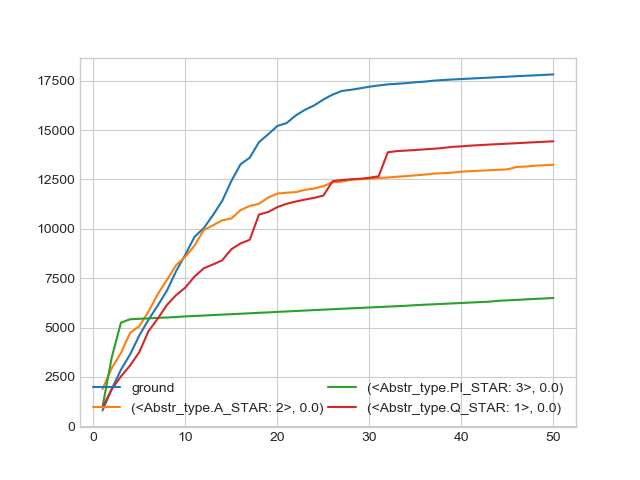 17500
15000
12500
10000
7500
5000
2500
0
ground
(<Abstr_type.A_STAR: 2>, 0.0)
(<Abstr_type.PI_STAR: 3>, 0.0)
(<Abstr_type.Q_STAR: 1>, 0.0)
0 10 20 30 40 50